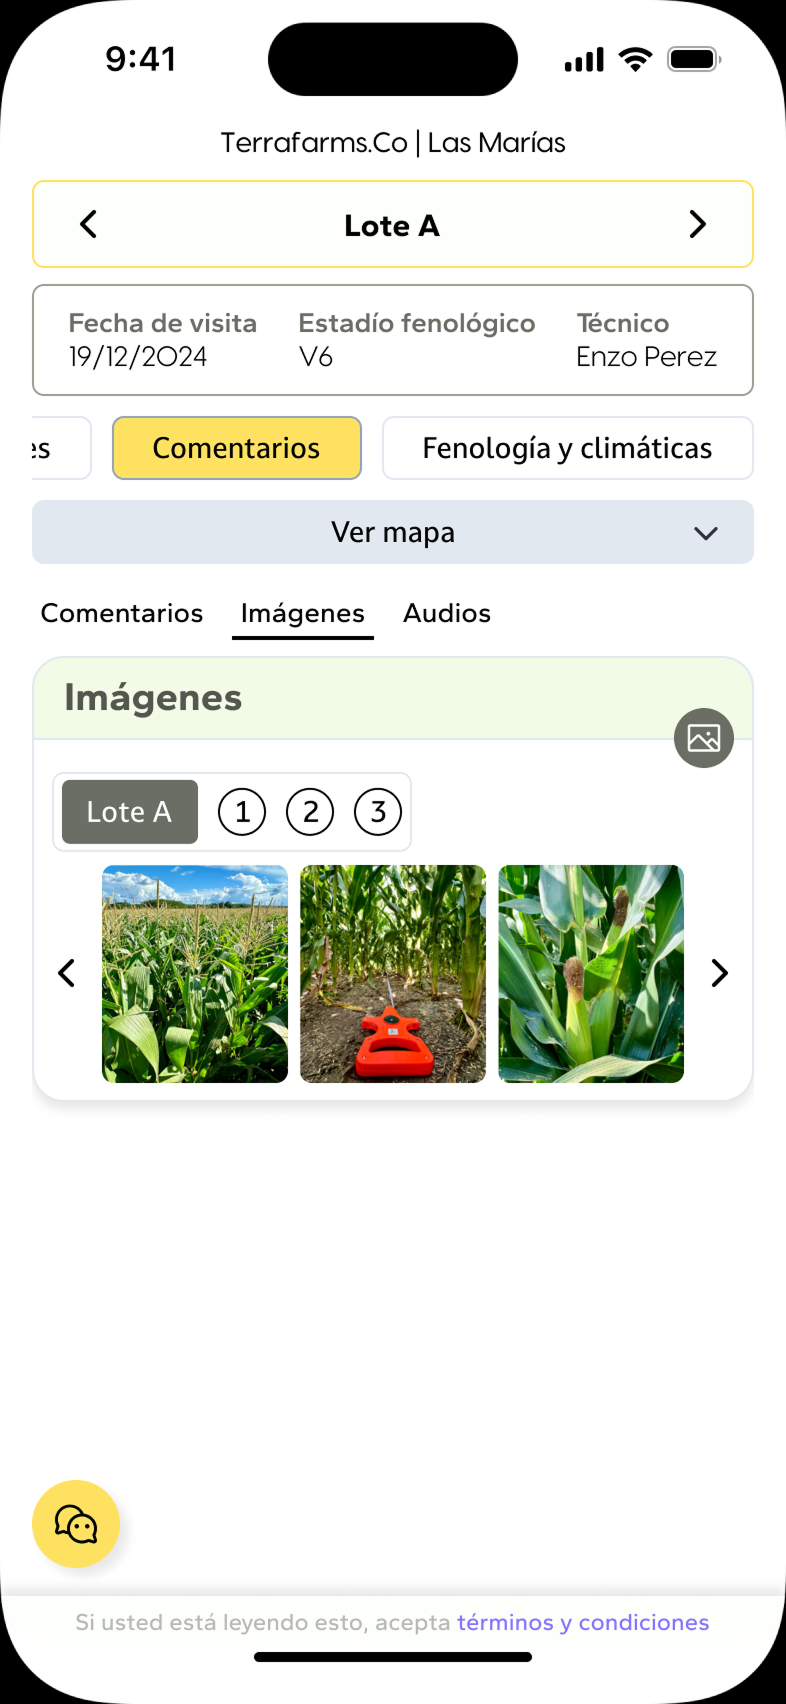 9:41
Terrafarms.Co | Las Marías
Lote A
Fecha de visita Estadío fenológico Técnico
19/12/2024 V6 Enzo Perez
es Comentarios Fenología y climáticas
Ver mapa
Comentarios Imágenes Audios
Imágenes
Lote A 1 2 3
Si usted está leyendo esto, acepta términos y condiciones